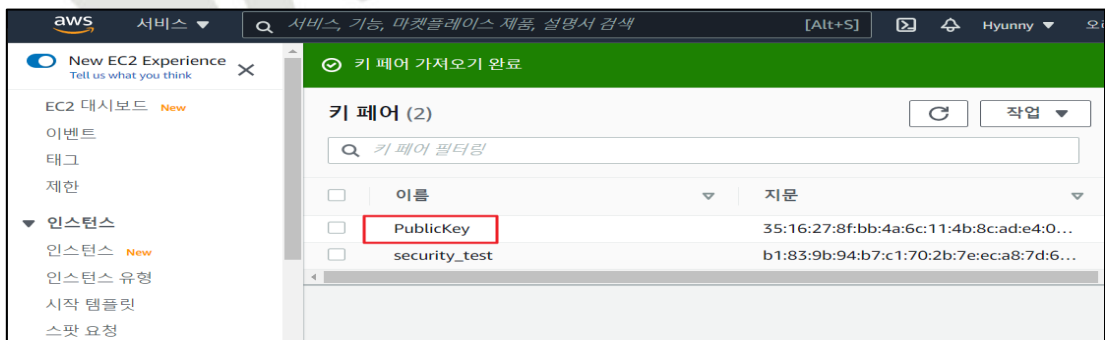 aws 서비스 ▼ 서비스, 기능, 마켓플레이스 제품, 설명서 검색 [Alt+S] Hyunny ▼
New EC2 Experience
Tell us what you think
EC2 대시보드 New
이벤트
태그
제한
▼ 인스턴스
인스턴스 New
인스턴스 유형
시작 템플릿
스팟 요청
키 페어 가져오기 완료
키 페어 (2) 작업 ▼
키 페어 필터링
이름 지문
PublicKey 35:16:27:8f:bb:4a:6c:11:4b:8c:ad:e4:0...
security_test b1:83:9b:94:b7:c1:70:2b:7e:ec:a8:7d:6...